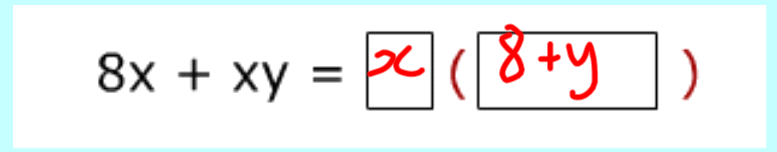 8x + xy = x ( 8+y )